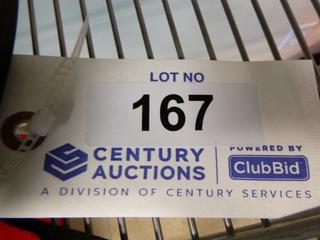 LOT NO
167
CENTURY
AUCTIONS
POWERED BY
ClubBid
A DIVISION OF CENTURY SERVICES